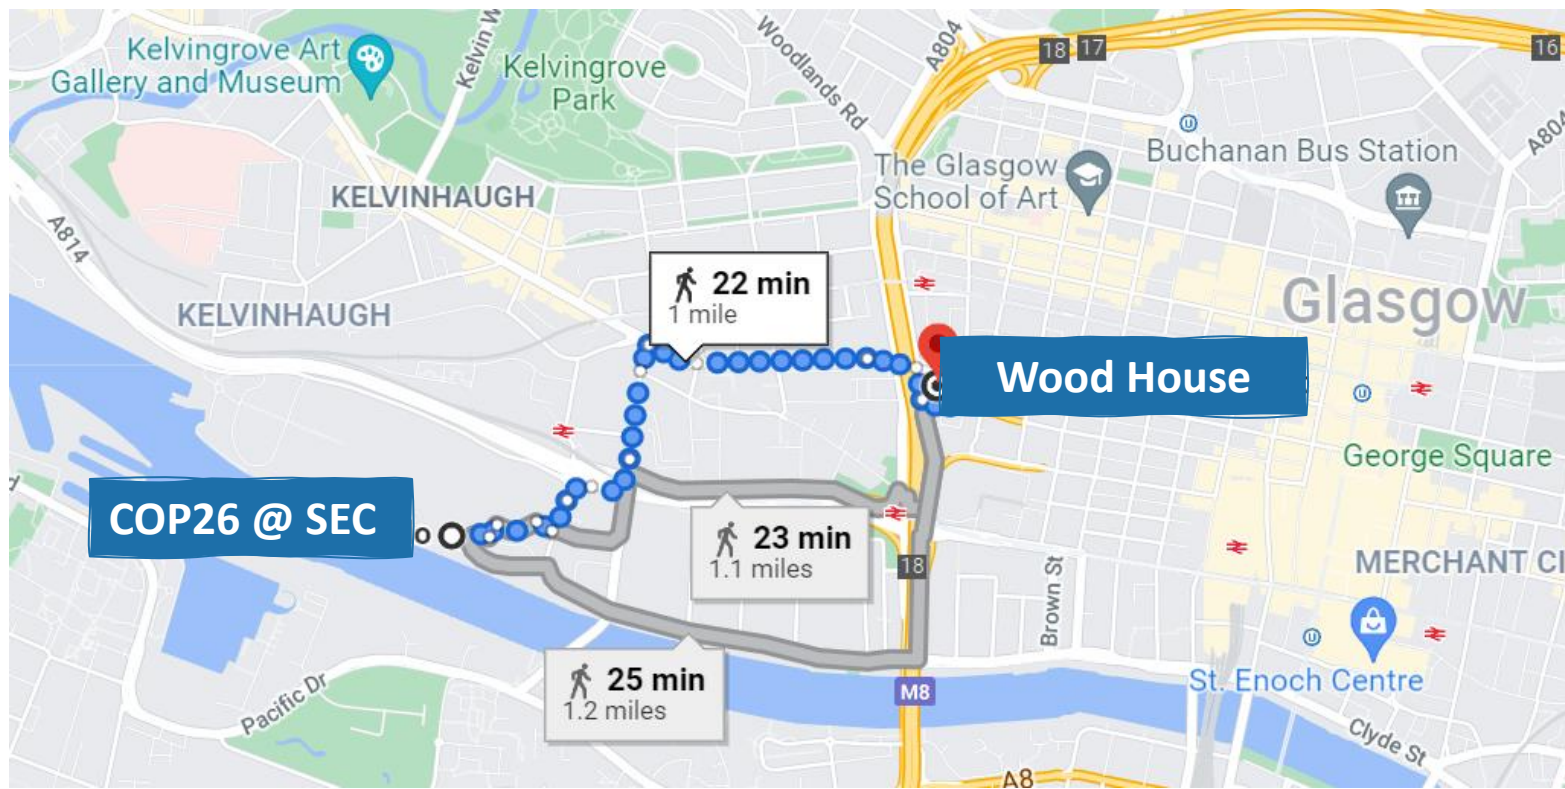 Kelvingrove Art
Gallery and Museum
Kelvin W
Kelvingrove
Park
Woodlands Rd
A804
18
17
16
A804
The Glasgow
School of Art
Buchanan Bus Station
KELVINHAUGH
A814
KELVINHAUGH
22 min
1 mile
Glasgow
Wood House
George Square
COP26 @ SEC
23 min
1.1 miles
18
Brown St
MERCHANT CI
25 min
1.2 miles
M8
St. Enoch Centre
Pacific Dr
Clyde St
A8